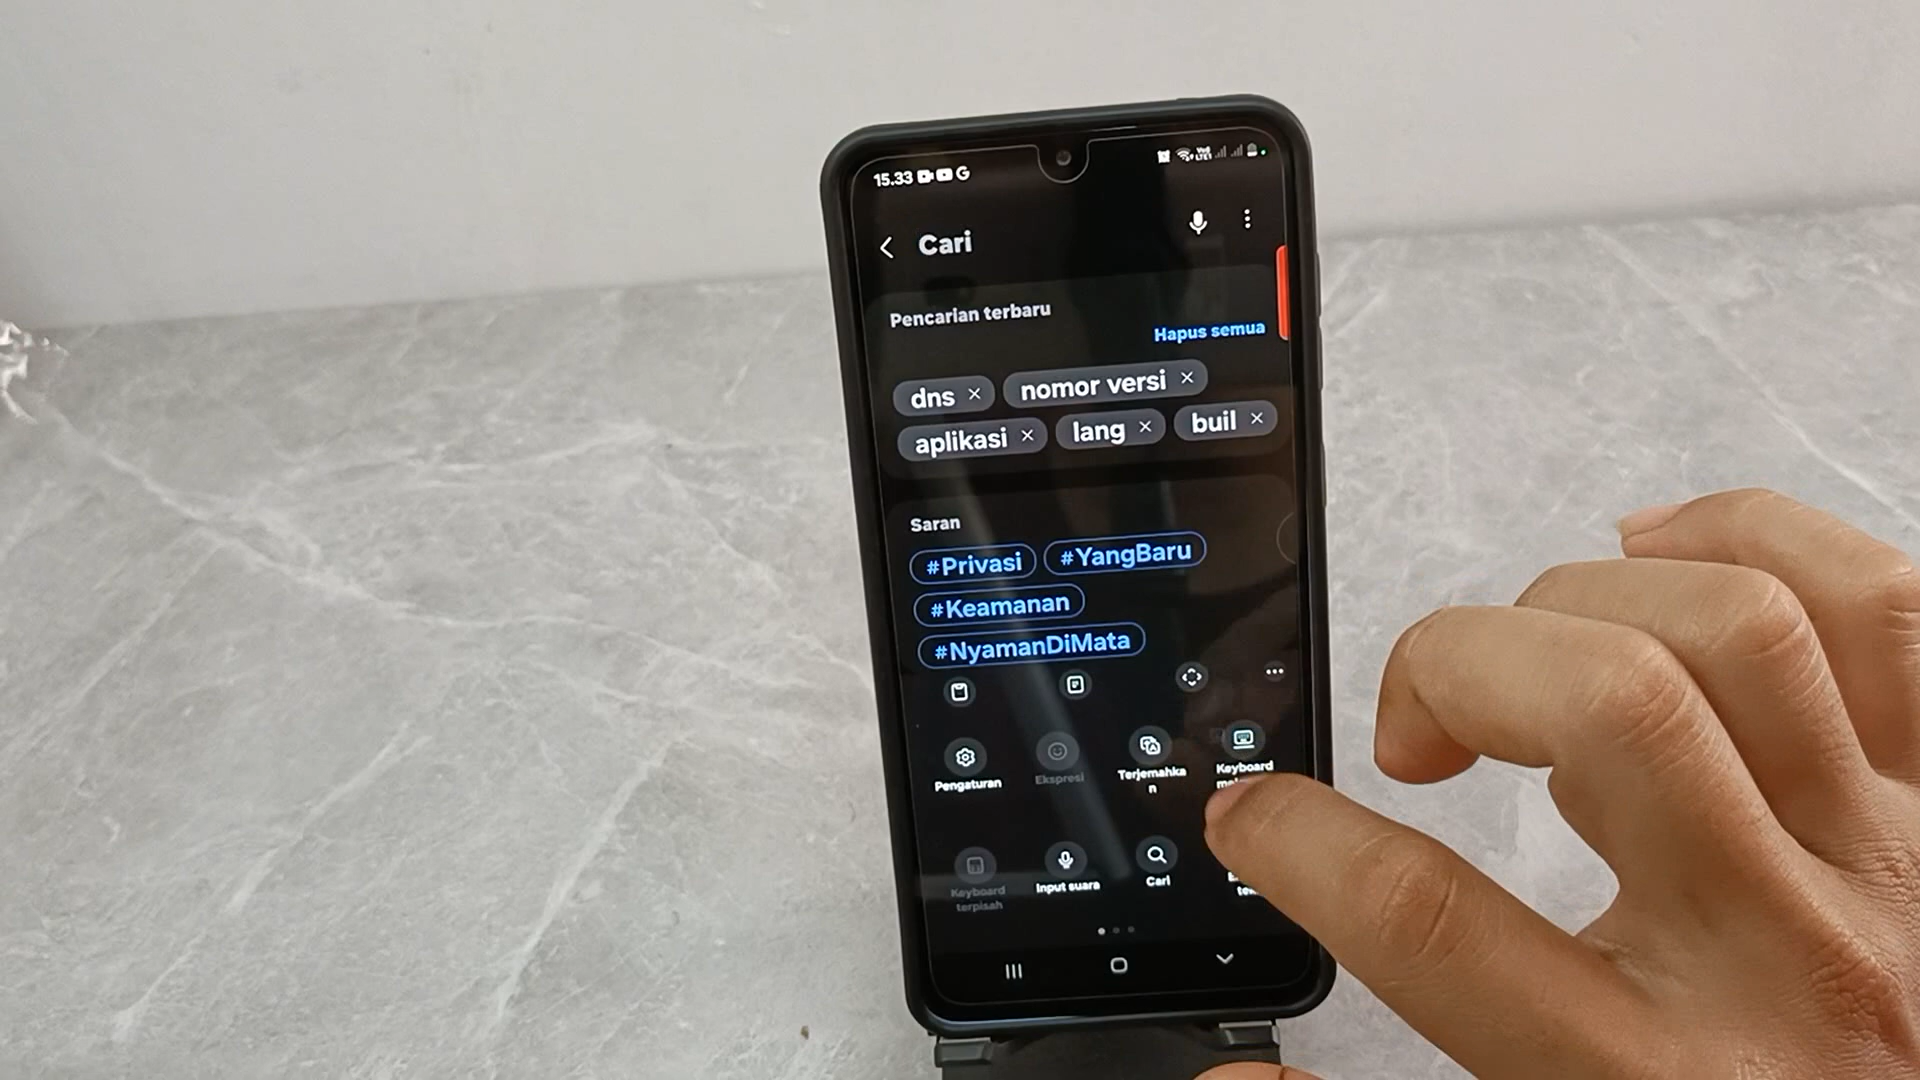 15.33
Cari
Pencarian terbaru
Hapus semua
dns × nomor versi ×
aplikasi × lang × buil ×
Saran
#Privasi #YangBaru
#Keamanan
#NyamanDiMata
Pengaturan Ekspresi Terjemahka
n Keyboard
Keyboard
terpisah Input suara Cari